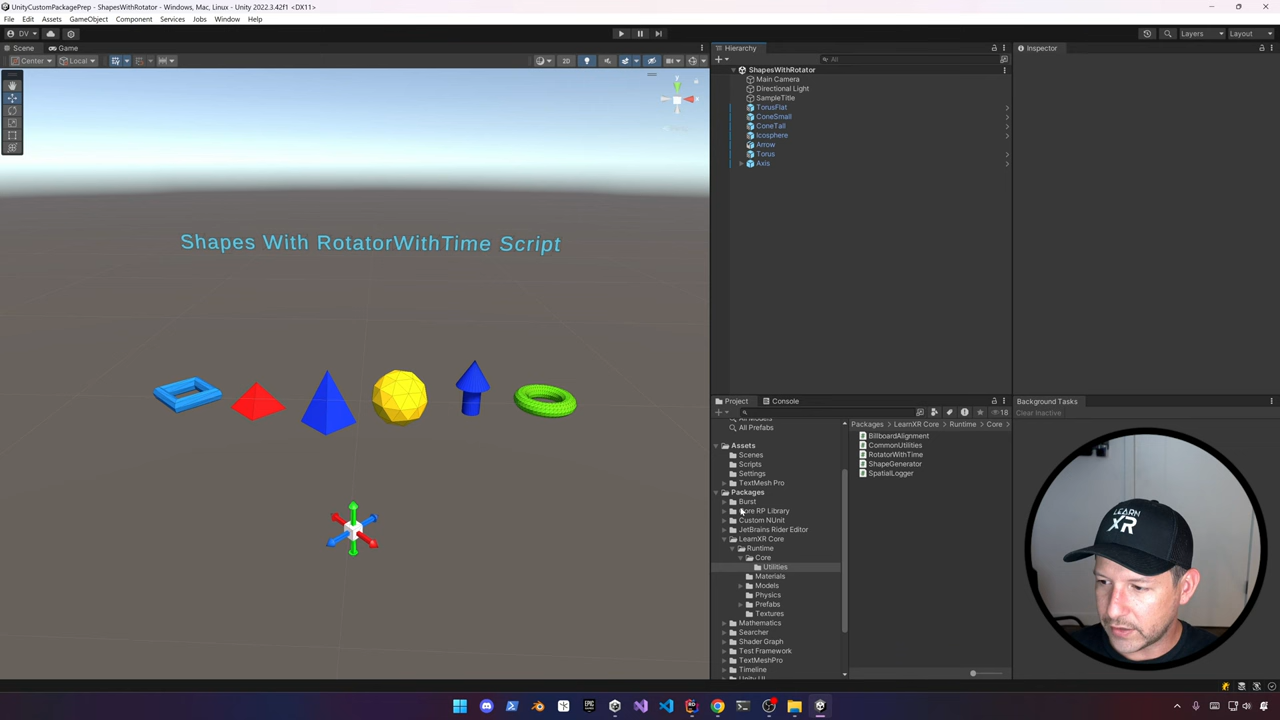 UnityCustomPackagePrep - ShapesWithRotator - Windows, Mac, Linux - Unity 2022.3.42f1 <DX11>
File Edit Assets GameObject Component Services Jobs Window Help
DV Layers Layout
Scene Game
Center Local 2D
Hierarchy
All
ShapesWithRotator
Main Camera
Directional Light
SampleTitle
TorusFlat
ConeSmall
ConeTall
Icosphere
Arrow
Torus
Axis
Inspector
y
Shapes With RotatorWithTime Script
Project Console
18
All Prefabs
Assets
Scenes
Scripts
Settings
TextMesh Pro
Packages
Burst
Core RP Library
Custom NUnit
JetBrains Rider Editor
LearnXR Core
Runtime
Core
Utilities
Materials
Models
Physics
Prefabs
Textures
Mathematics
Searcher
Shader Graph
Test Framework
TextMeshPro
Timeline
Packages > LearnXR Core > Runtime > Core >
BillboardAlignment
CommonUtilities
RotatorWithTime
ShapeGenerator
SpatialLogger
Background Tasks
Clear Inactive
LEARN
XR